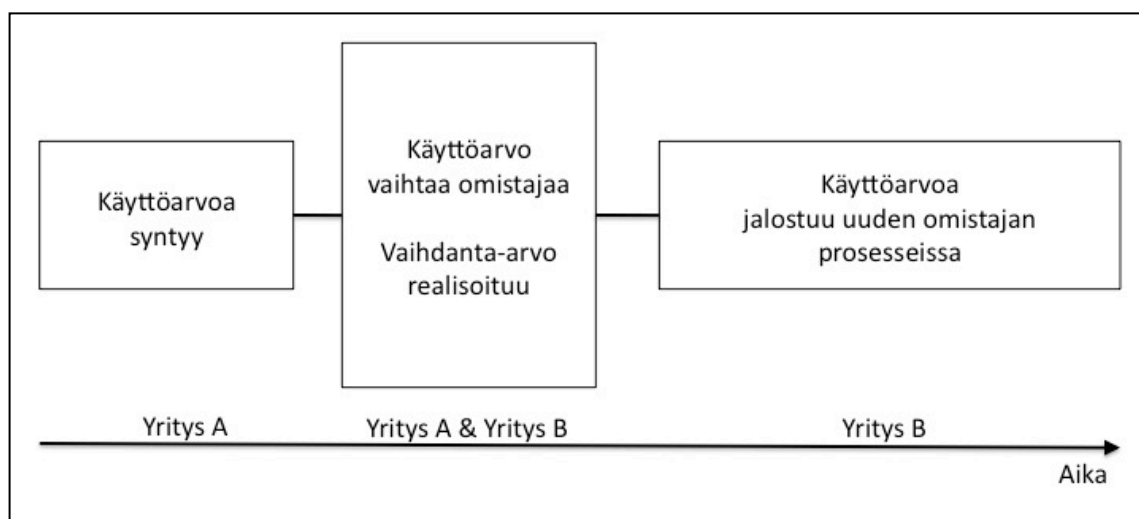 Käyttöarvoa
syntyy
Käyttöarvo
vaihtaa omistajaa
Vaihdanta-arvo
realisoituu
Käyttöarvoa
jalostuu uuden omistajan
prosesseissa
Yritys A
Yritys A & Yritys B
Yritys B
Aika